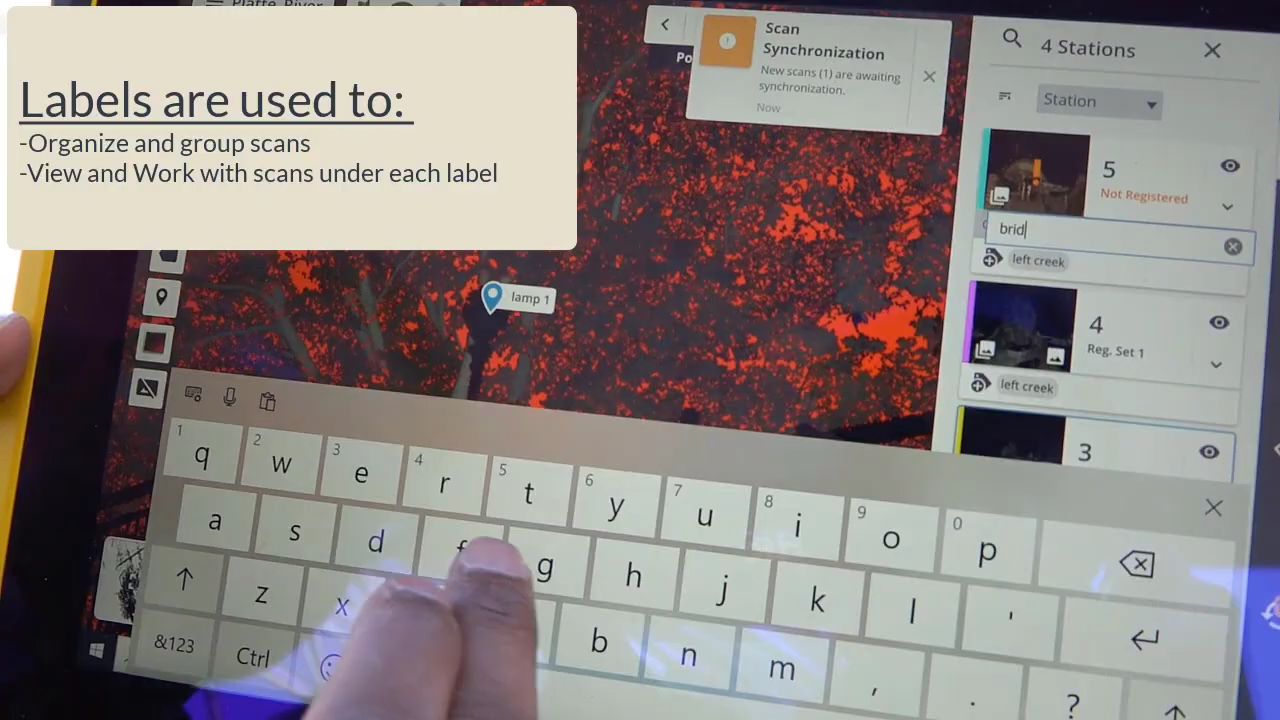 Platte River
Labels are used to:
-Organize and group scans
-View and Work with scans under each label
Scan
Synchronization
New scans (1) are awaiting
synchronization.
Now
Po
4 Stations
Station
5
Not Registered
brid
left creek
4
Reg. Set 1
left creek
3
lamp 1
1 2 3 4 5 6 7 8 9 0
q w e r t y u i o p
a s d f g h j k l '
z x b n m , . ?
&123 Ctrl